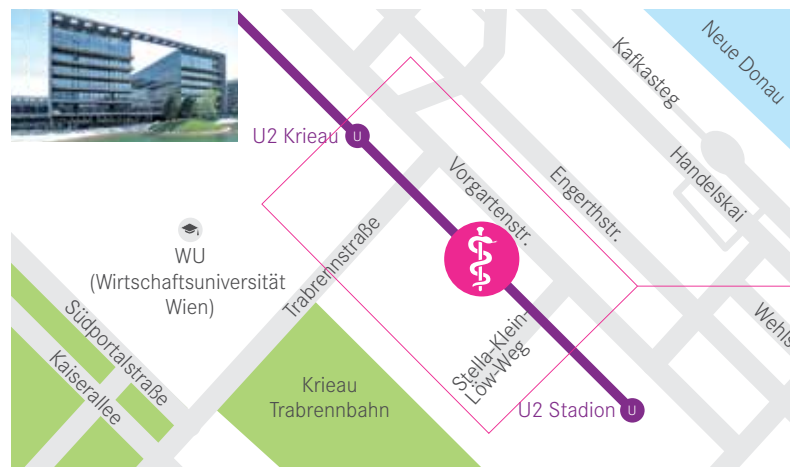 Neue Donau
Kafkasteg
U2 Krieau
U
Handelskai
Vorgartenstr.
Engerthstr.
WU
(Wirtschaftsuniversität
Wien)
Trabrennstraße
Südportalstraße
Kaiserallee
Wehls
Stella-Klein-
Löw-Weg
Krieau
Trabrennbahn
U2 Stadion
U